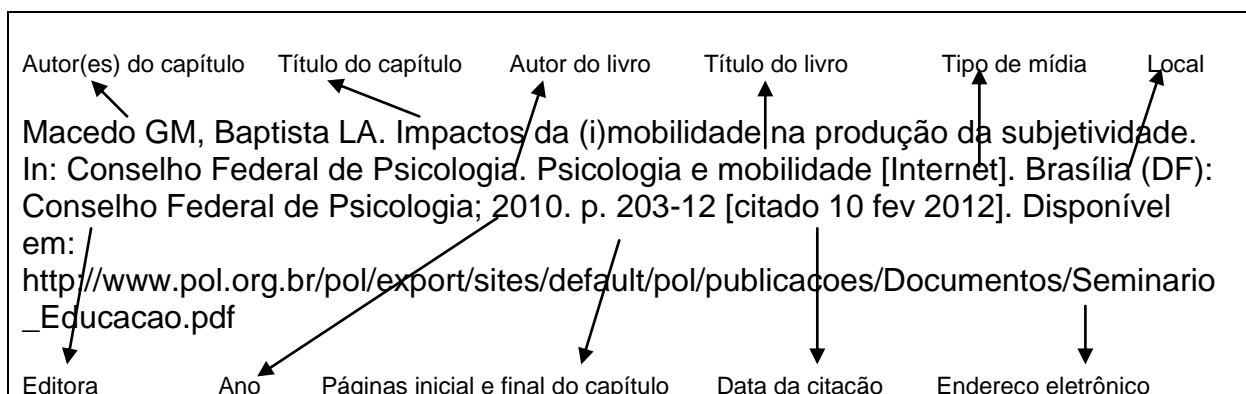 Autor(es) do capítulo Título do capítulo Autor do livro Título do livro Tipo de mídia Local
Macedo GM, Baptista LA. Impactos da (i)mobilidade na produção da subjetividade.
In: Conselho Federal de Psicologia. Psicologia e mobilidade [Internet]. Brasília (DF):
Conselho Federal de Psicologia; 2010. p. 203-12 [citado 10 fev 2012]. Disponível
em:
http://www.pol.org.br/pol/export/sites/default/pol/publicacoes/Documentos/Seminario
_Educacao.pdf
Editora Ano Páginas inicial e final do capítulo Data da citação Endereço eletrônico